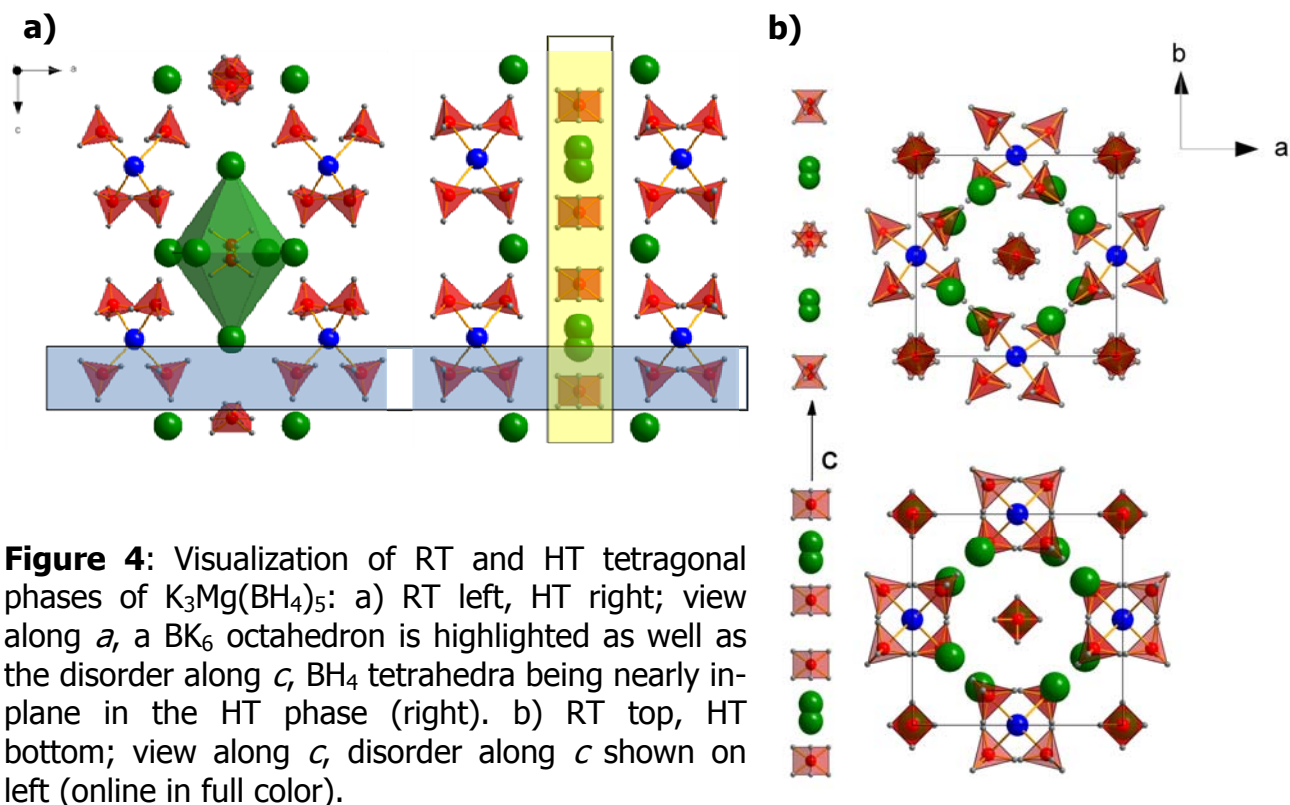 a)
a
c
b)
b
a
c
Figure 4: Visualization of RT and HT tetragonal
phases of K₃Mg(BH₄)₅: a) RT left, HT right; view
along a, a BK₆ octahedron is highlighted as well as
the disorder along c, BH₄ tetrahedra being nearly in-
plane in the HT phase (right). b) RT top, HT
bottom; view along c, disorder along c shown on
left (online in full color).